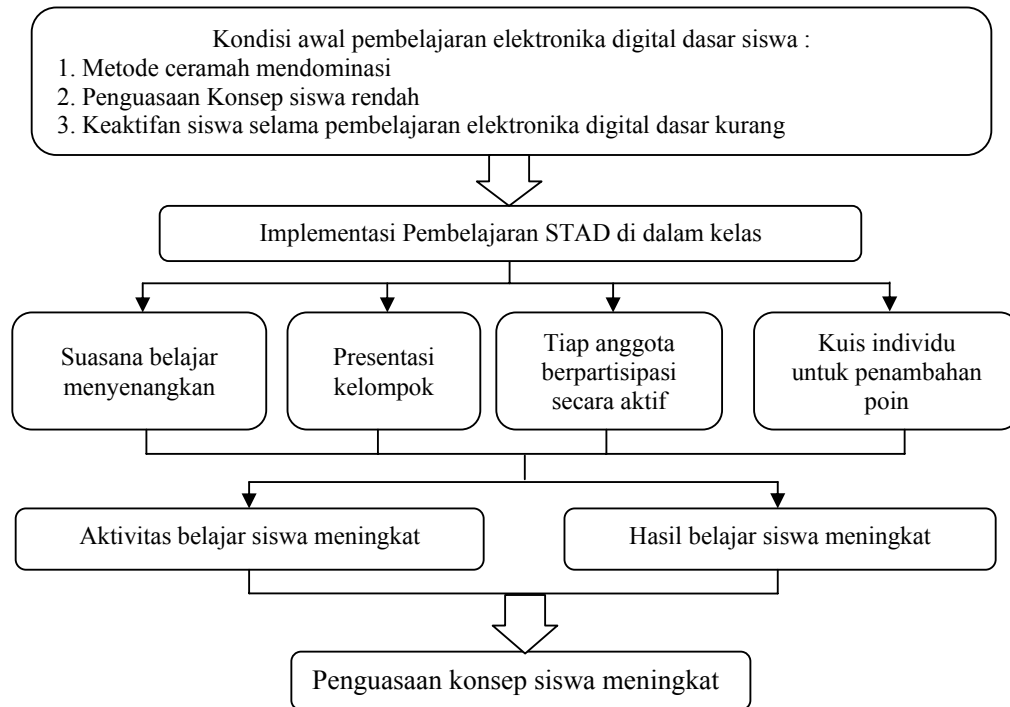 Kondisi awal pembelajaran elektronika digital dasar siswa :
1. Metode ceramah mendominasi
2. Penguasaan Konsep siswa rendah
3. Keaktifan siswa selama pembelajaran elektronika digital dasar kurang
Implementasi Pembelajaran STAD di dalam kelas
Suasana belajar
menyenangkan
Presentasi
kelompok
Tiap anggota
berpartisipasi
secara aktif
Kuis individu
untuk penambahan
poin
Aktivitas belajar siswa meningkat
Hasil belajar siswa meningkat
Penguasaan konsep siswa meningkat